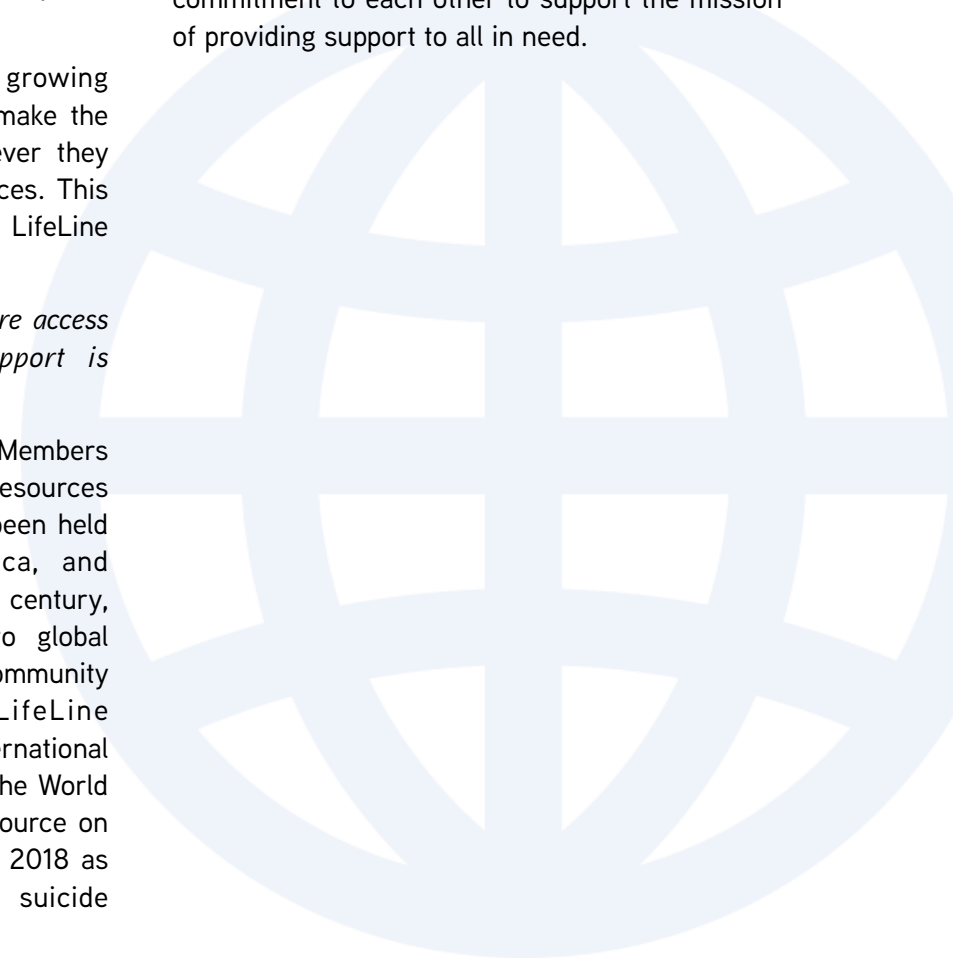 growing
make the
ever they
ces. This
LifeLine
re access
pport is
Members
esources
been held
ca, and
century,
o global
ommunity
LifeLine
ernational
he World
ource on
2018 as
suicide
commitment to each other to support the mission
of providing support to all in need.